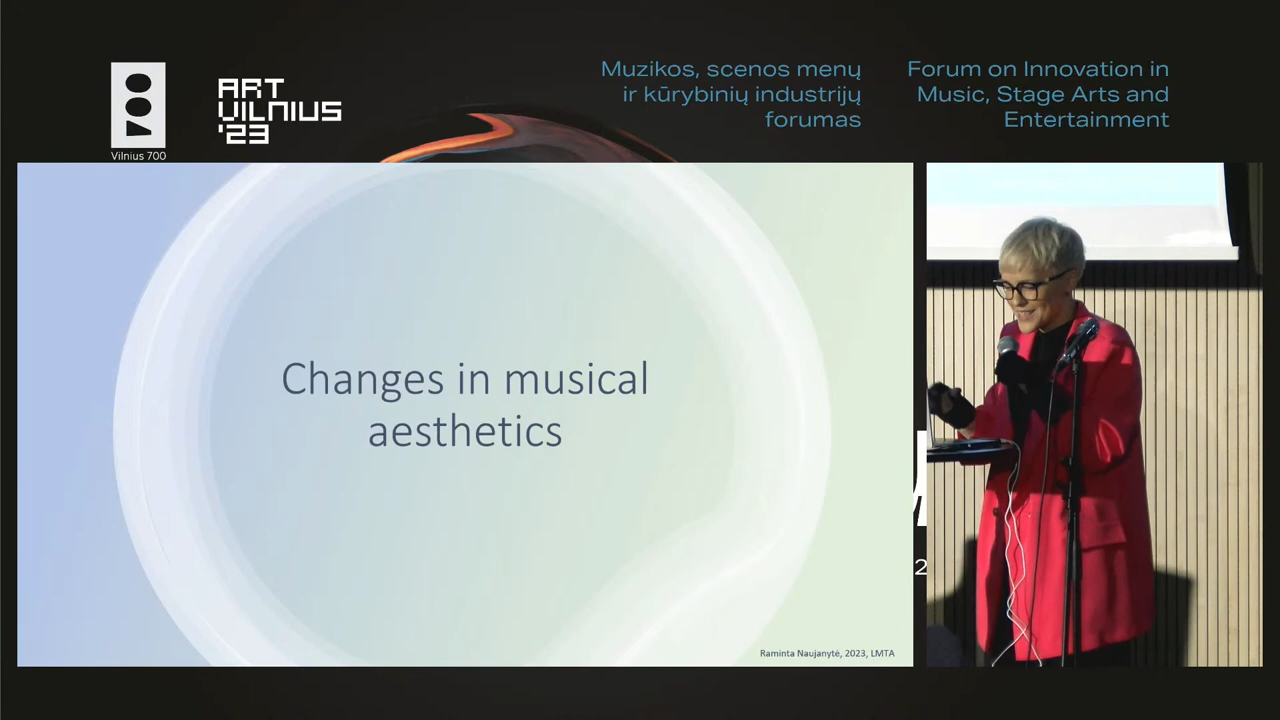 Vilnius 700
ART
VILNIUS
'23
Muzikos, scenos menų
ir kūrybinių industrijų
forumas
Forum on Innovation in
Music, Stage Arts and
Entertainment
Changes in musical
aesthetics
Raminta Naujanytė, 2023, LMTA
2